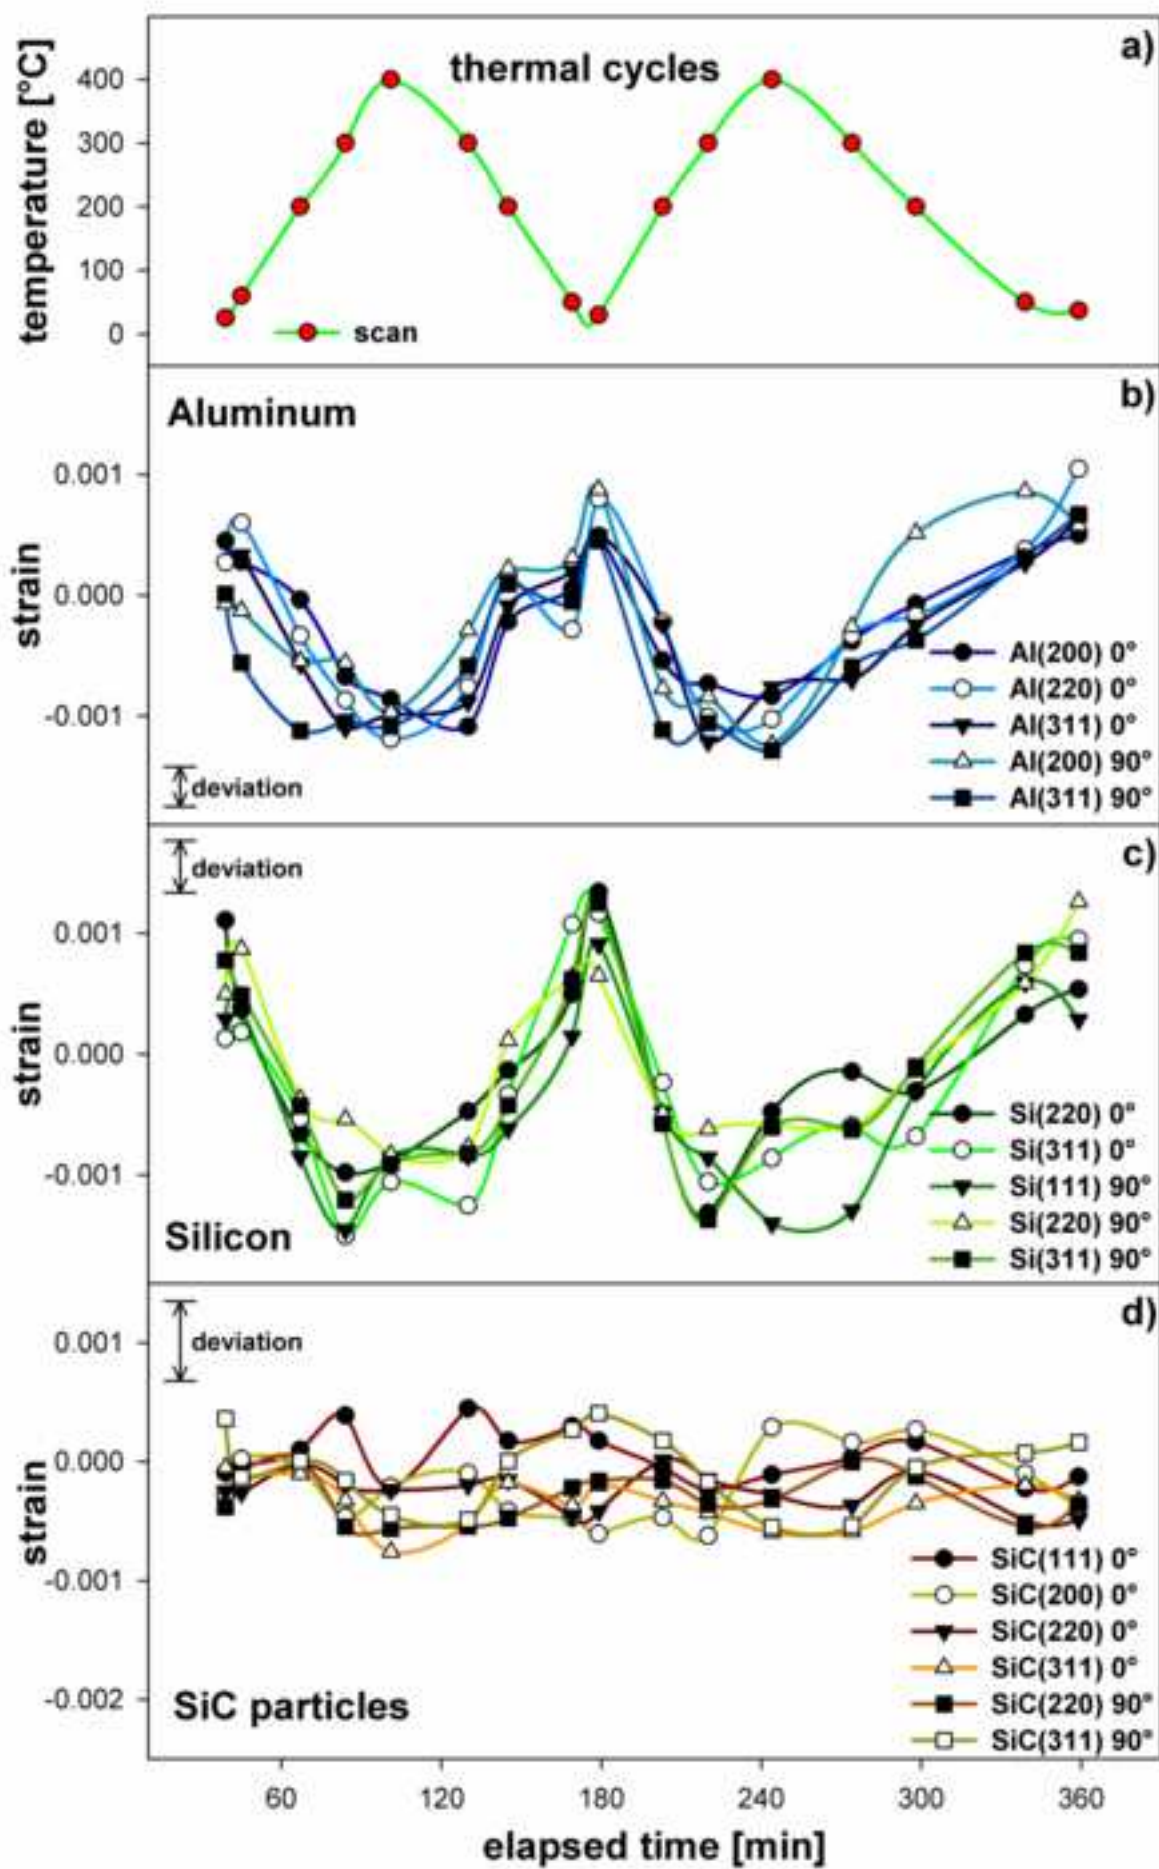 a)
thermal cycles
temperature [°C]
400
300
200
100
0
scan
b)
Aluminum
strain
0.001
0.000
-0.001
deviation
Al(200) 0°
Al(220) 0°
Al(311) 0°
Al(200) 90°
Al(311) 90°
c)
deviation
strain
0.001
0.000
-0.001
Silicon
Si(220) 0°
Si(311) 0°
Si(111) 90°
Si(220) 90°
Si(311) 90°
d)
deviation
strain
0.001
0.000
-0.001
-0.002
SiC particles
SiC(111) 0°
SiC(200) 0°
SiC(220) 0°
SiC(311) 0°
SiC(220) 90°
SiC(311) 90°
60 120 180 240 300 360
elapsed time [min]